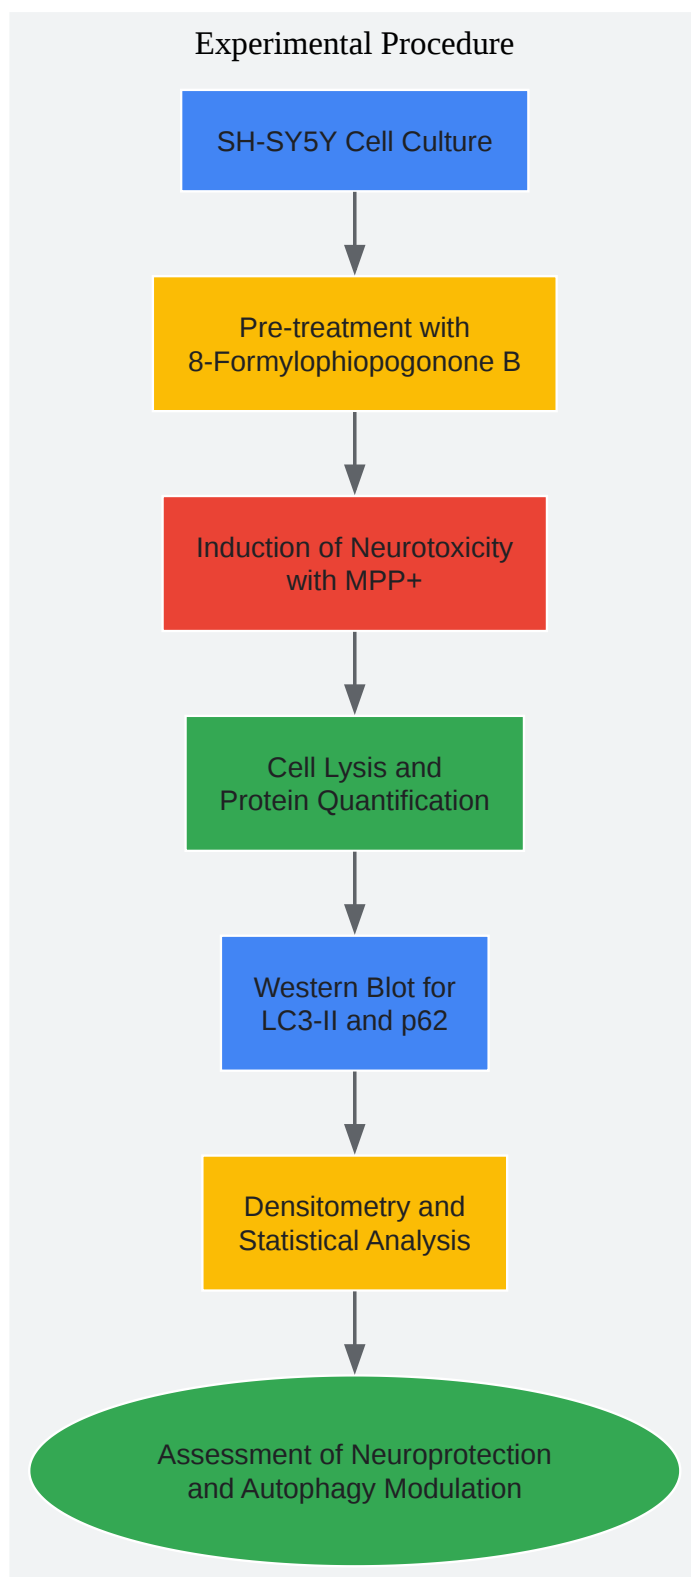 Experimental Procedure
SH-SY5Y Cell Culture
Pre-treatment with
8-Formylophiopogonone B
Induction of Neurotoxicity
with MPP+
Cell Lysis and
Protein Quantification
Western Blot for
LC3-II and p62
Densitometry and
Statistical Analysis
Assessment of Neuroprotection
and Autophagy Modulation